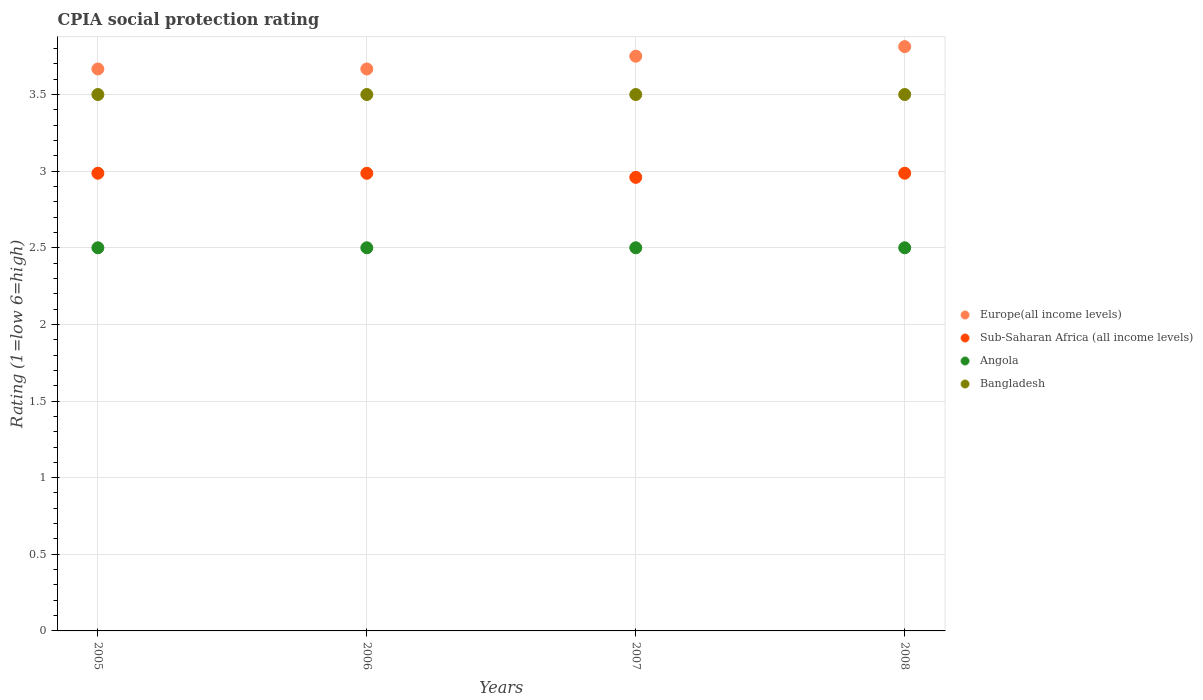 CPIA social protection rating
Rating (1=low 6=high)
3.5
3
2.5
2
1.5
1
0.5
0
2005
2006
2007
2008
Years
Europe(all income levels)
Sub-Saharan Africa (all income levels)
Angola
Bangladesh